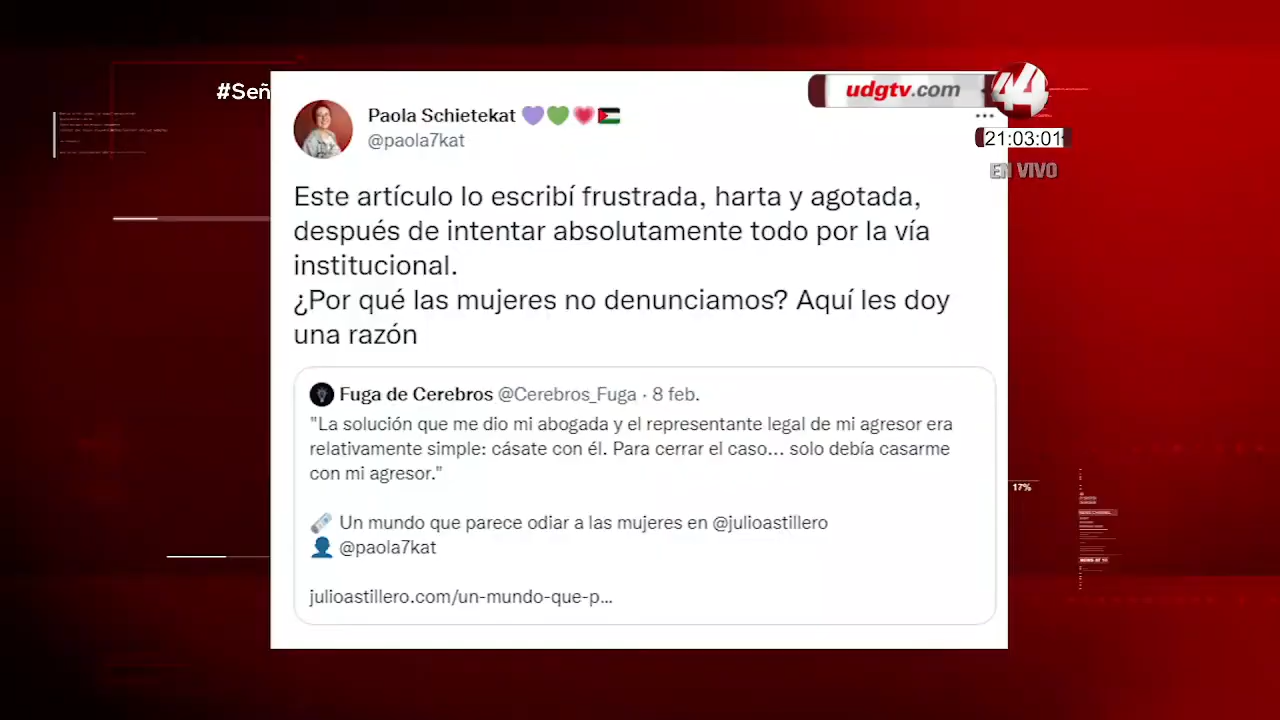 #Señ
udgtv.com
44
21:03:01
EN VIVO
Paola Schietekat 💜💚💗🇵🇸
@paola7kat
Este artículo lo escribí frustrada, harta y agotada,
después de intentar absolutamente todo por la vía
institucional.
¿Por qué las mujeres no denunciamos? Aquí les doy
una razón
Fuga de Cerebros @Cerebros_Fuga · 8 feb.
"La solución que me dio mi abogada y el representante legal de mi agresor era
relativamente simple: cásate con él. Para cerrar el caso... solo debía casarme
con mi agresor."
🗞️ Un mundo que parece odiar a las mujeres en @julioastillero
👤 @paola7kat
julioastillero.com/un-mundo-que-p...
17%